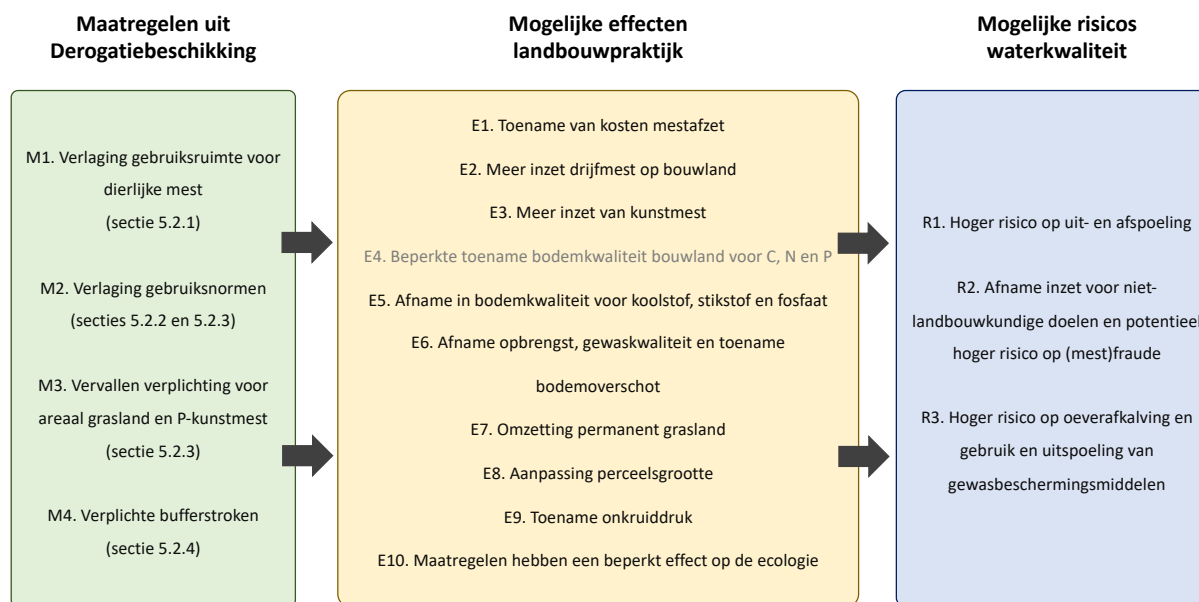 Maatregelen uit
Derogatiebeschikking
Mogelijke effecten
landbouwpraktijk
Mogelijke risicos
waterkwaliteit
M1. Verlaging gebruiksruimte voor
dierlijke mest
(sectie 5.2.1)
M2. Verlaging gebruiksnormen
(secties 5.2.2 en 5.2.3)
M3. Vervallen verplichting voor
areaal grasland en P-kunstmest
(sectie 5.2.3)
M4. Verplichte bufferstroken
(sectie 5.2.4)
E1. Toename van kosten mestafzet
E2. Meer inzet drijfmest op bouwland
E3. Meer inzet van kunstmest
E4. Beperkte toename bodemkwaliteit bouwland voor C, N en P
E5. Afname in bodemkwaliteit voor koolstof, stikstof en fosfaat
E6. Afname opbrengst, gewaskwaliteit en toename
bodemoverschot
E7. Omzetting permanent grasland
E8. Aanpassing perceelsgrootte
E9. Toename onkruiddruk
E10. Maatregelen hebben een beperkt effect op de ecologie
R1. Hoger risico op uit- en afspoeling
R2. Afname inzet voor niet-
landbouwkundige doelen en potentieel
hoger risico op (mest)fraude
R3. Hoger risico op oeverafkalving en
gebruik en uitspoeling van
gewasbeschermingsmiddelen